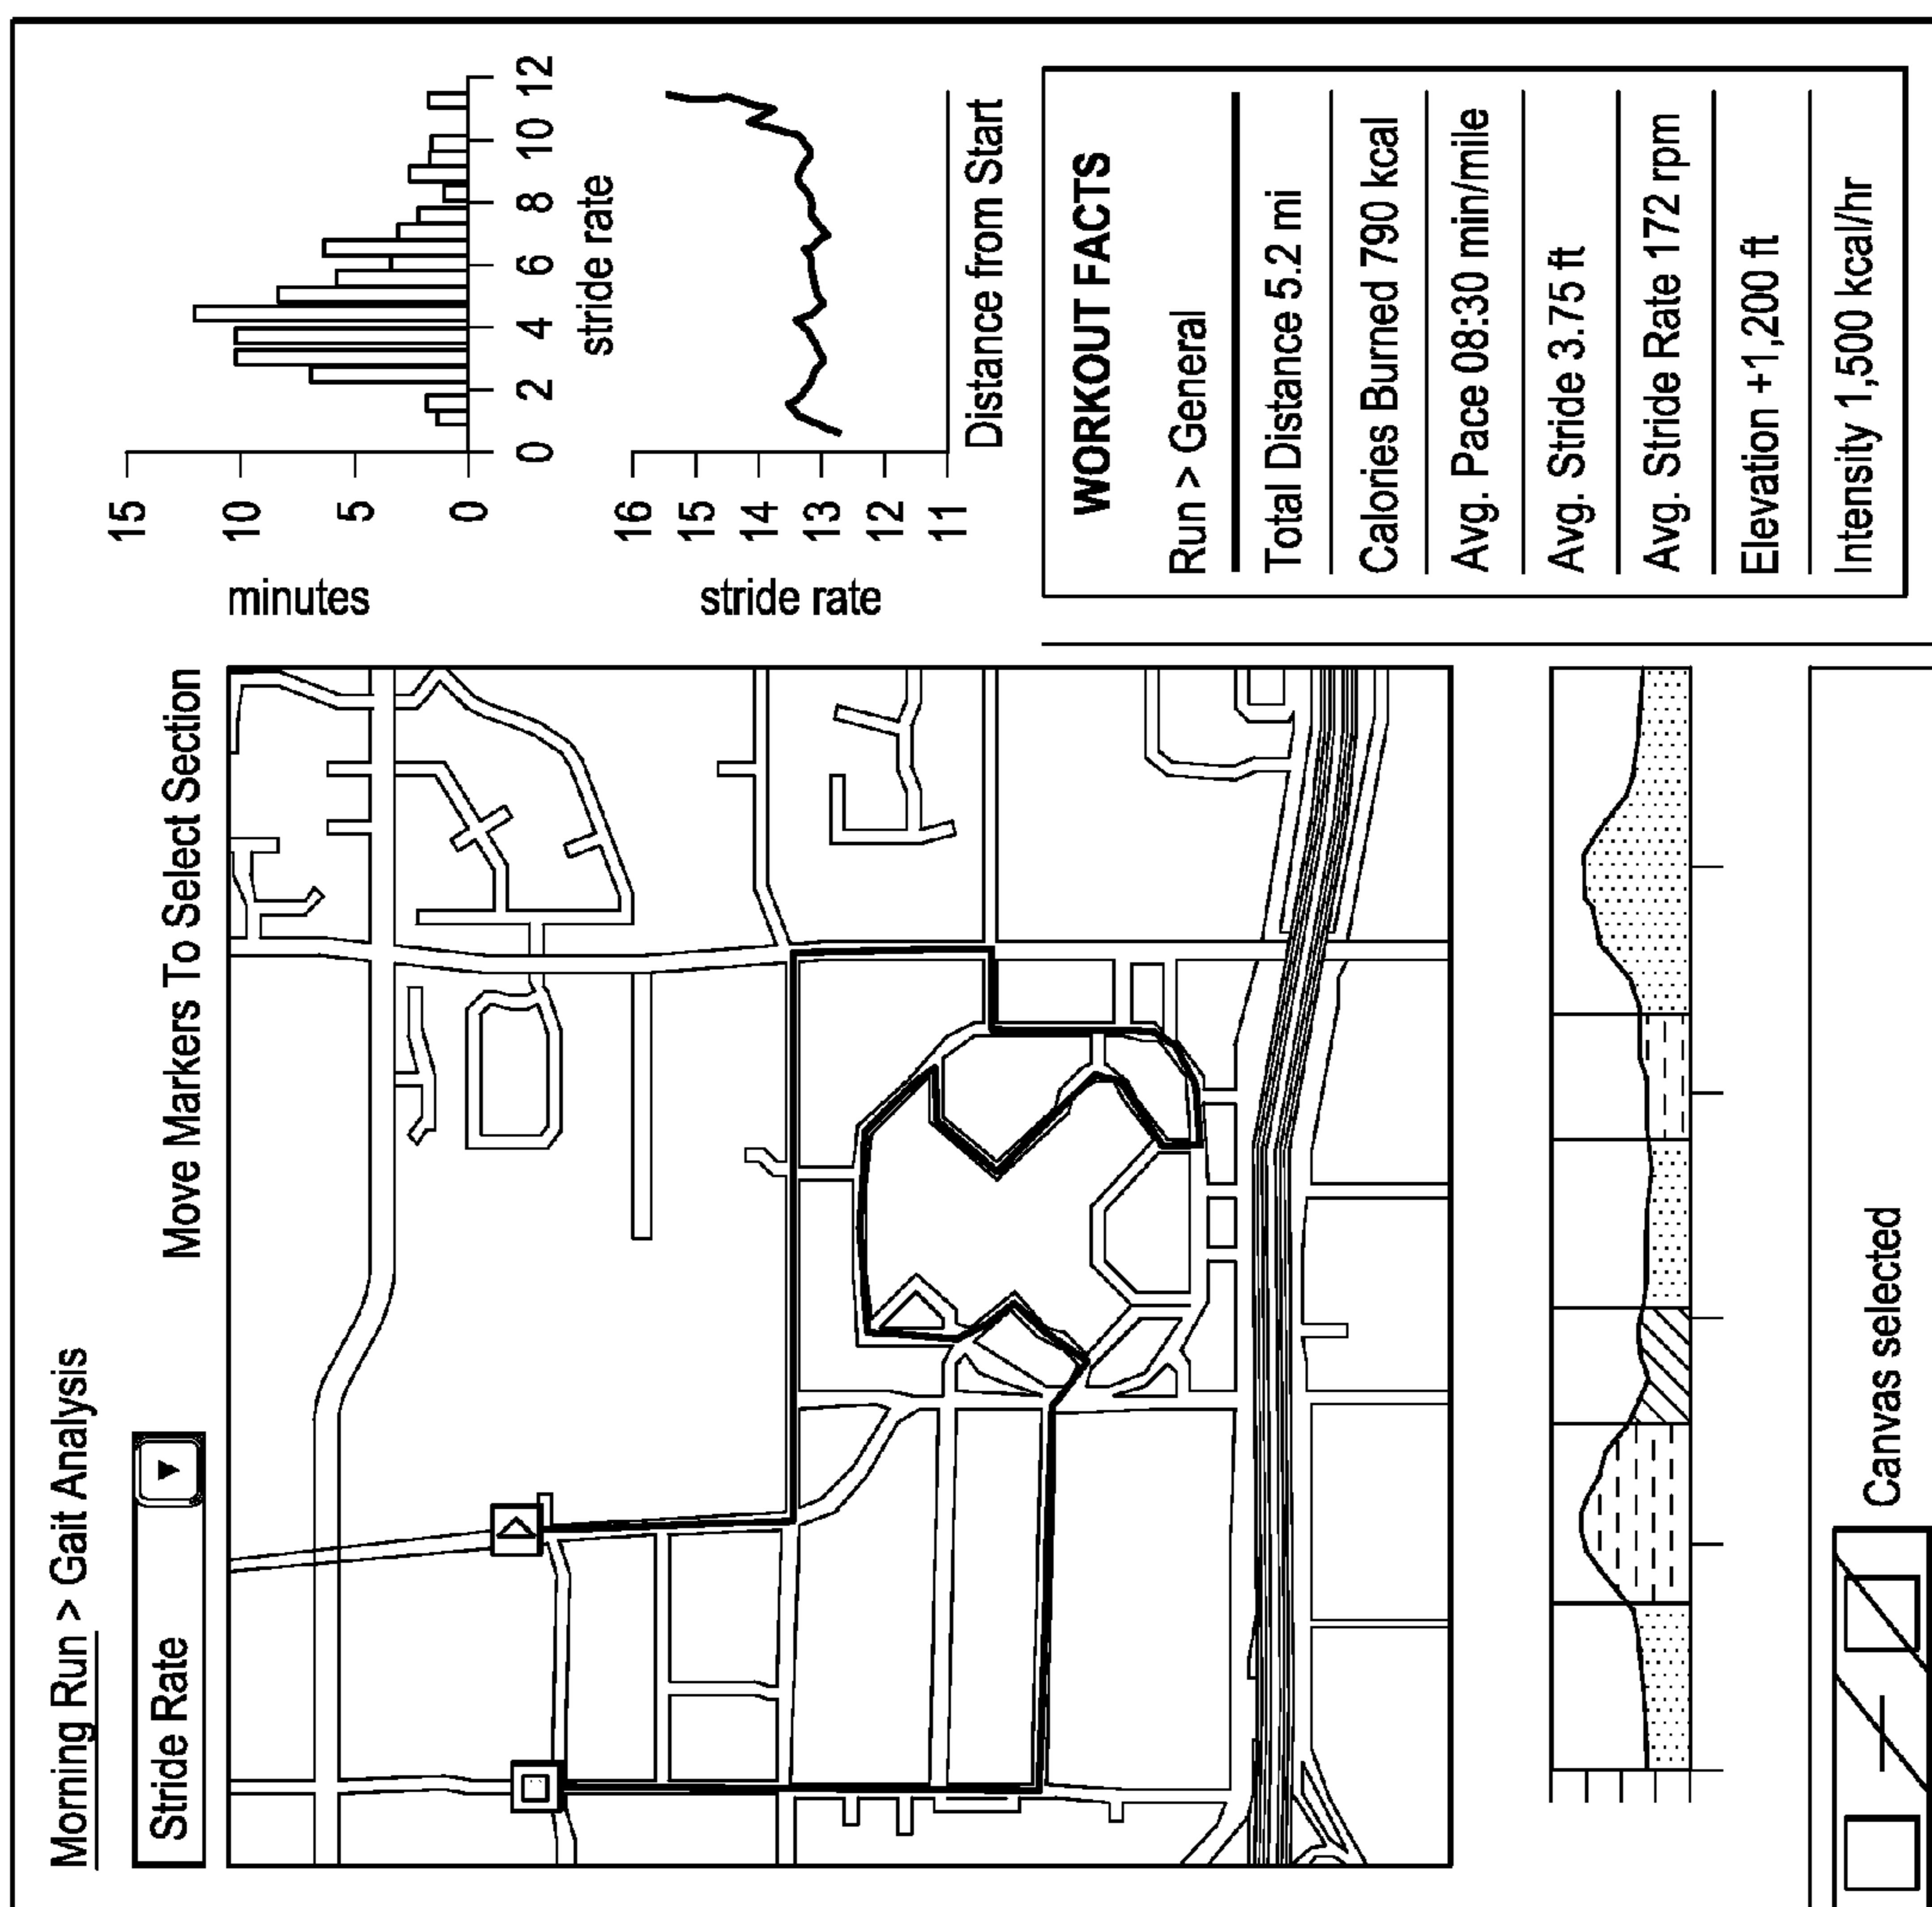 Morning Run > Gait Analysis
Stride Rate
Move Markers To Select Section
minutes
15
10
5
0
0 2 4 6 8 10 12
stride rate
stride rate
16
15
14
13
12
11
Distance from Start
WORKOUT FACTS
Run > General
Total Distance 5.2 mi
Calories Burned 790 kcal
Avg. Pace 08:30 min/mile
Avg. Stride 3.75 ft
Avg. Stride Rate 172 rpm
Elevation +1,200 ft
Intensity 1,500 kcal/hr
Canvas selected